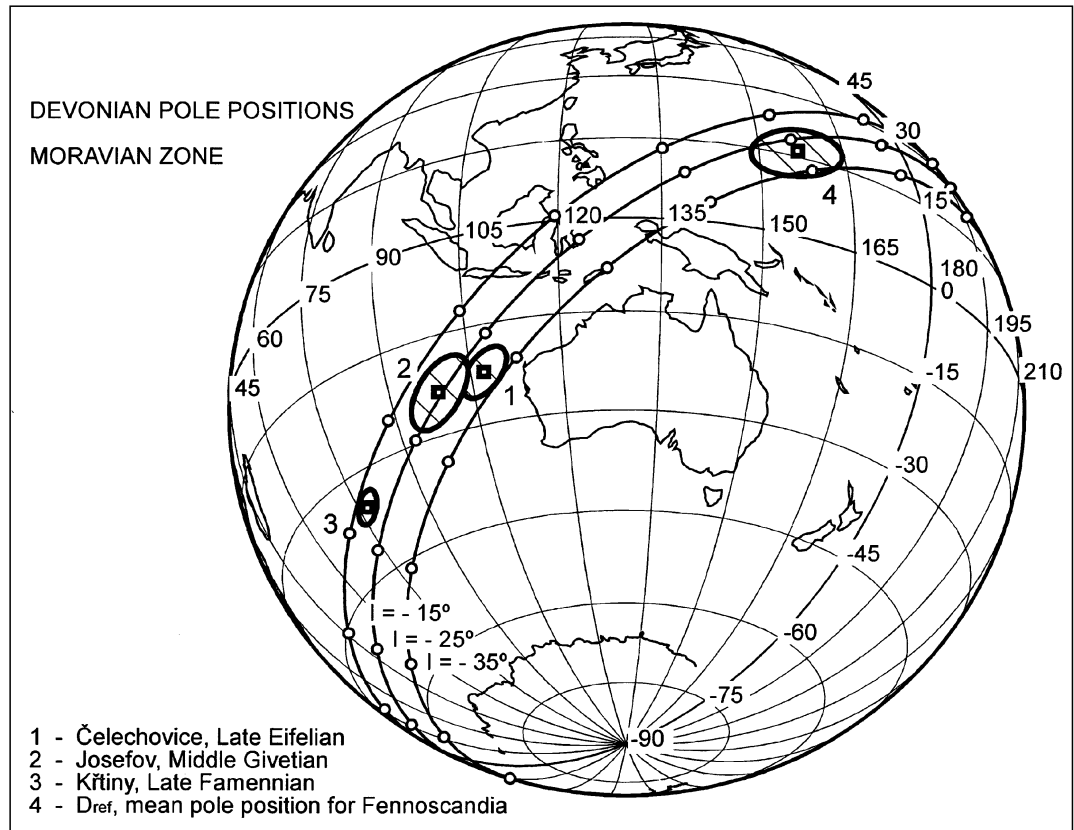 DEVONIAN POLE POSITIONS
MORAVIAN ZONE
45
30
15
4
120
135
150
105
90
165
180
0
75
195
60
210
45
-15
2
1
-30
3
-45
I = - 15º
I = - 25º
I = - 35º
-60
-75
-90
1 - Čelechovice, Late Eifelian
2 - Josefov, Middle Givetian
3 - Křtiny, Late Famennian
4 - Dref, mean pole position for Fennoscandia